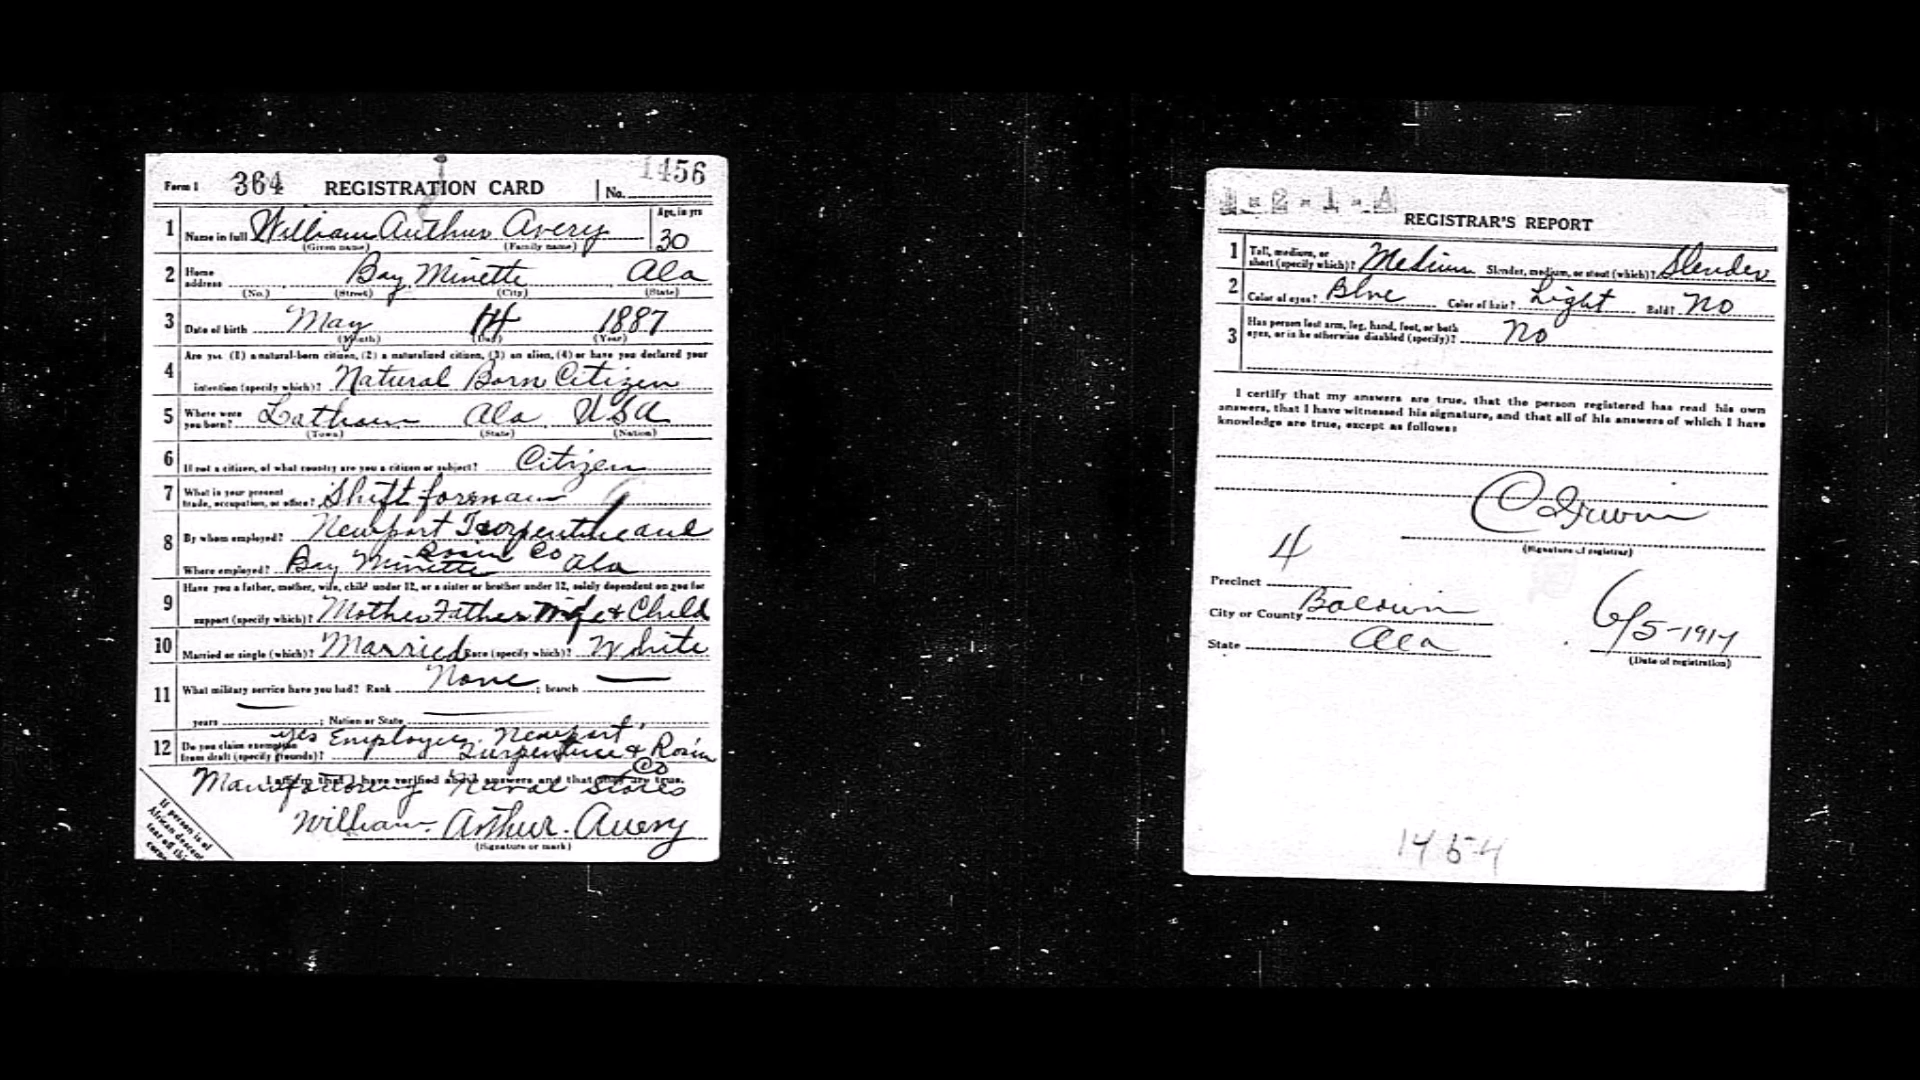 Form 1 364 REGISTRATION CARD No. 1456
1 Name in full William Arthur Avery Age, in yrs 30
(Given name) (Family name)
2 Home address Bay Minette Ala
(No.) (Street) (City) (State)
3 Date of birth May 14 1887
(Month) (Day) (Year)
4 Are you (1) a natural-born citizen, (2) a naturalized citizen, (3) an alien, (4) or have you declared your
intention (specify which)? Natural Born Citizen
5 Where were you born? Latham Ala USA
(Town) (State) (Nation)
6 If not a citizen, of what country are you a citizen or subject? Citizen
7 What is your present trade, occupation, or office? Shift foreman
8 By whom employed? Newport Turpentine and
Rosin Co
Where employed? Bay Minette Ala
9 Have you a father, mother, wife, child under 12, or a sister or brother under 12, solely dependent on you for
support (specify which)? Mother Father Wife & Child
10 Married or single (which)? Married Race (specify which)? White
11 What military service have you had? Rank None ; branch —
years — ; Nation or State —
12 Do you claim exemption from draft (specify grounds)? Yes Employee Newport
Turpentine & Rosin
Co
Manufacturing Naval Stores
I affirm that I have verified above answers and that they are true.
William. Arthur. Avery
(Signature or mark)
If person is of
African descent
tear off this
corner
1-2-1-A
REGISTRAR'S REPORT
1 Tall, medium, or short (specify which)? Medium Slender, medium, or stout (which)? Slender
2 Color of eyes? Blue Color of hair? Light Bald? No
3 Has person lost arm, leg, hand, foot, or both
eyes, or is he otherwise disabled (specify)? No
I certify that my answers are true, that the person registered has read his own
answers, that I have witnessed his signature, and that all of his answers of which I have
knowledge are true, except as follows:
C D Irwin
(Signature of registrar)
Precinct 4
City or County Baldwin
State Ala
6/5-1917
(Date of registration)
1454